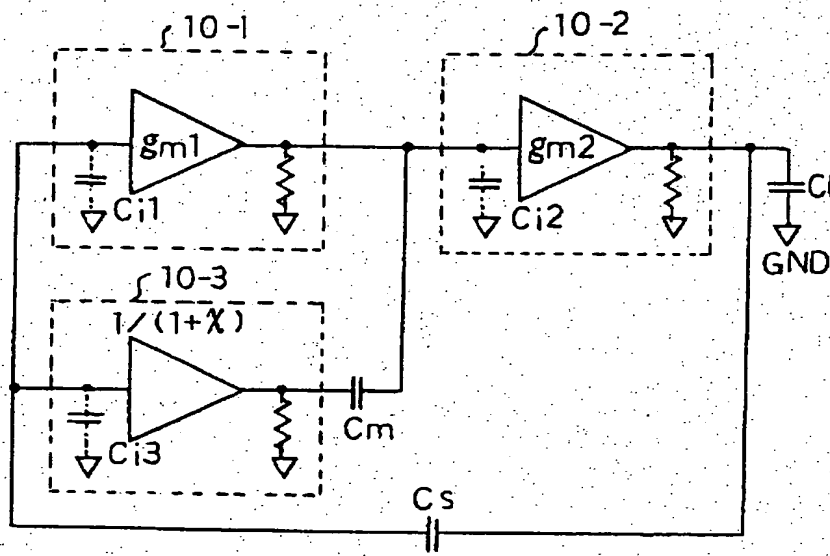 10-1
10-2
gm1
gm2
Ci1
Ci2
Cl
GND
10-3
1/(1+χ)
Ci3
Cm
Cs